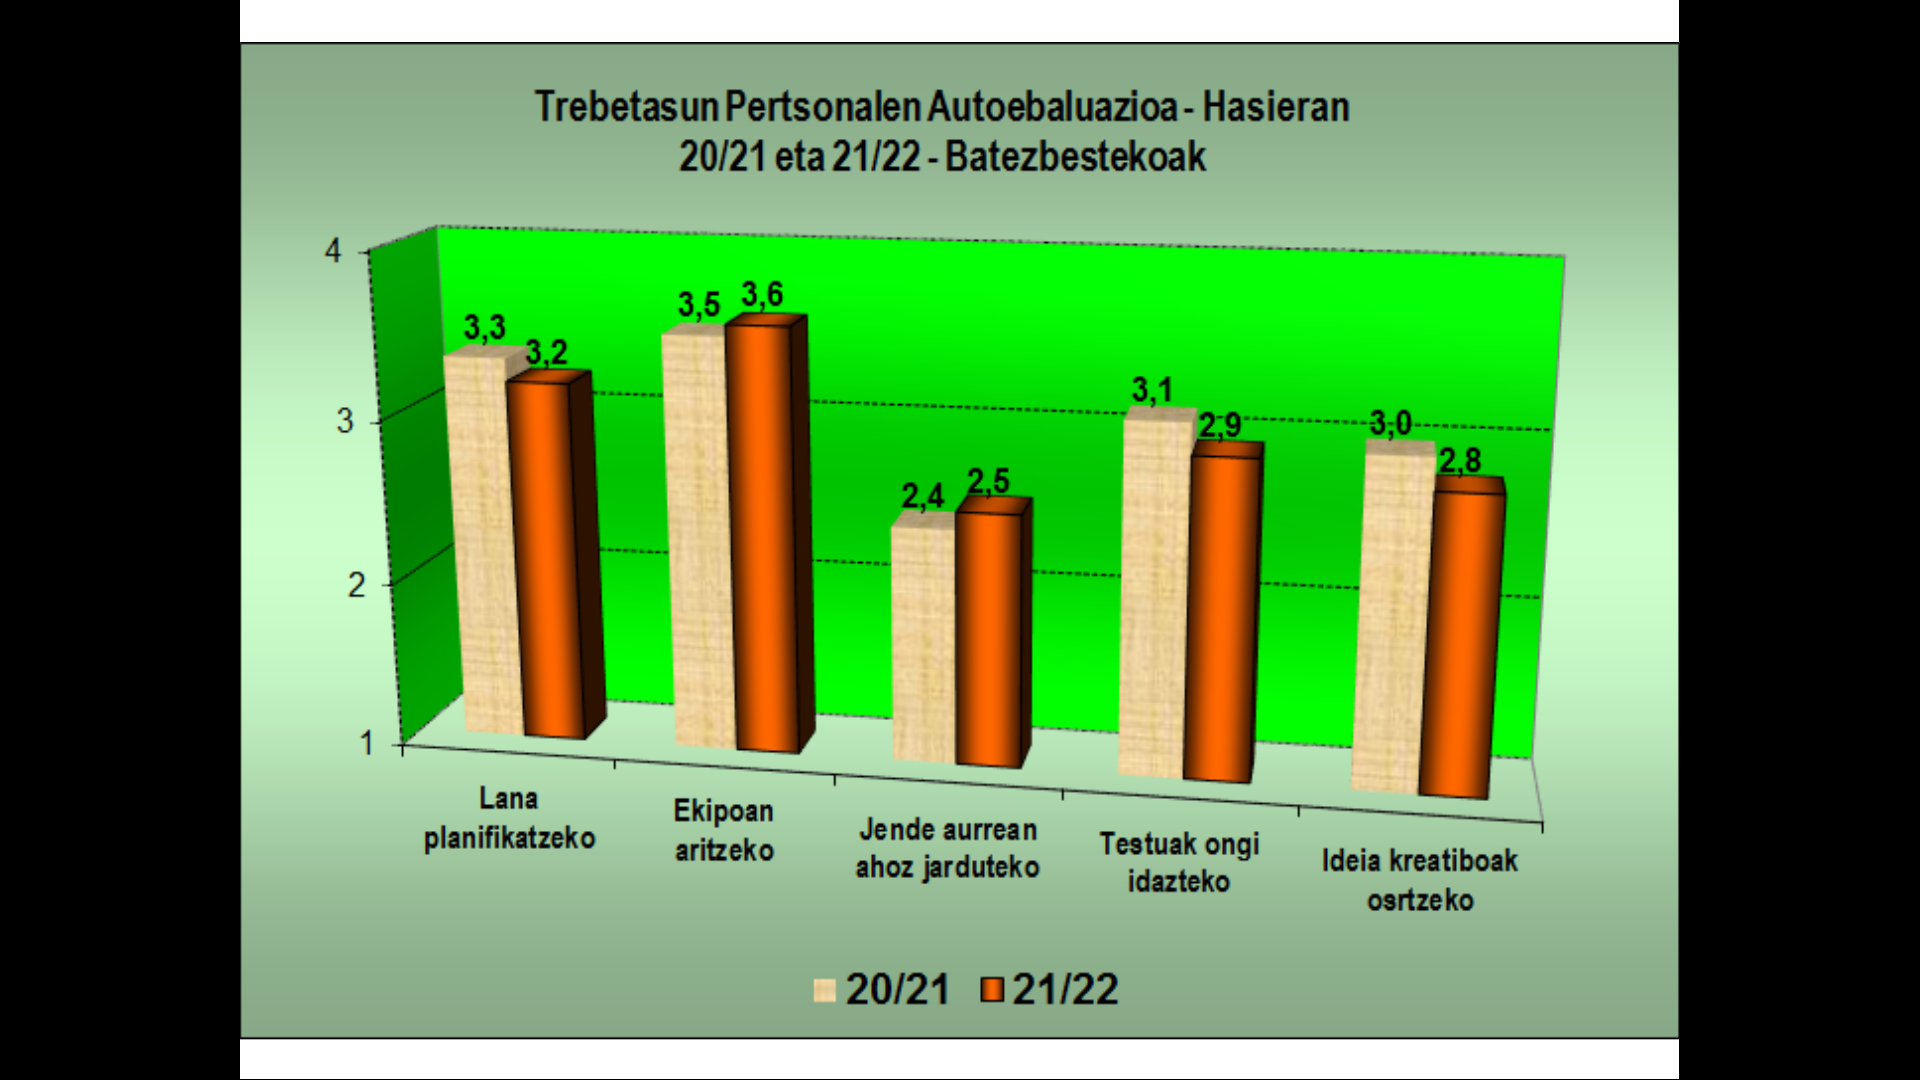 Trebetasun Pertsonalen Autoebaluazioa - Hasieran
20/21 eta 21/22 - Batezbestekoak
4
3
2
1
3,3
3,2
3,5
3,6
2,4
2,5
3,1
2,9
3,0
2,8
Lana
planifikatzeko
Ekipoan
aritzeko
Jende aurrean
ahoz jarduteko
Testuak ongi
idazteko
Ideia kreatiboak
osrtzeko
20/21
21/22